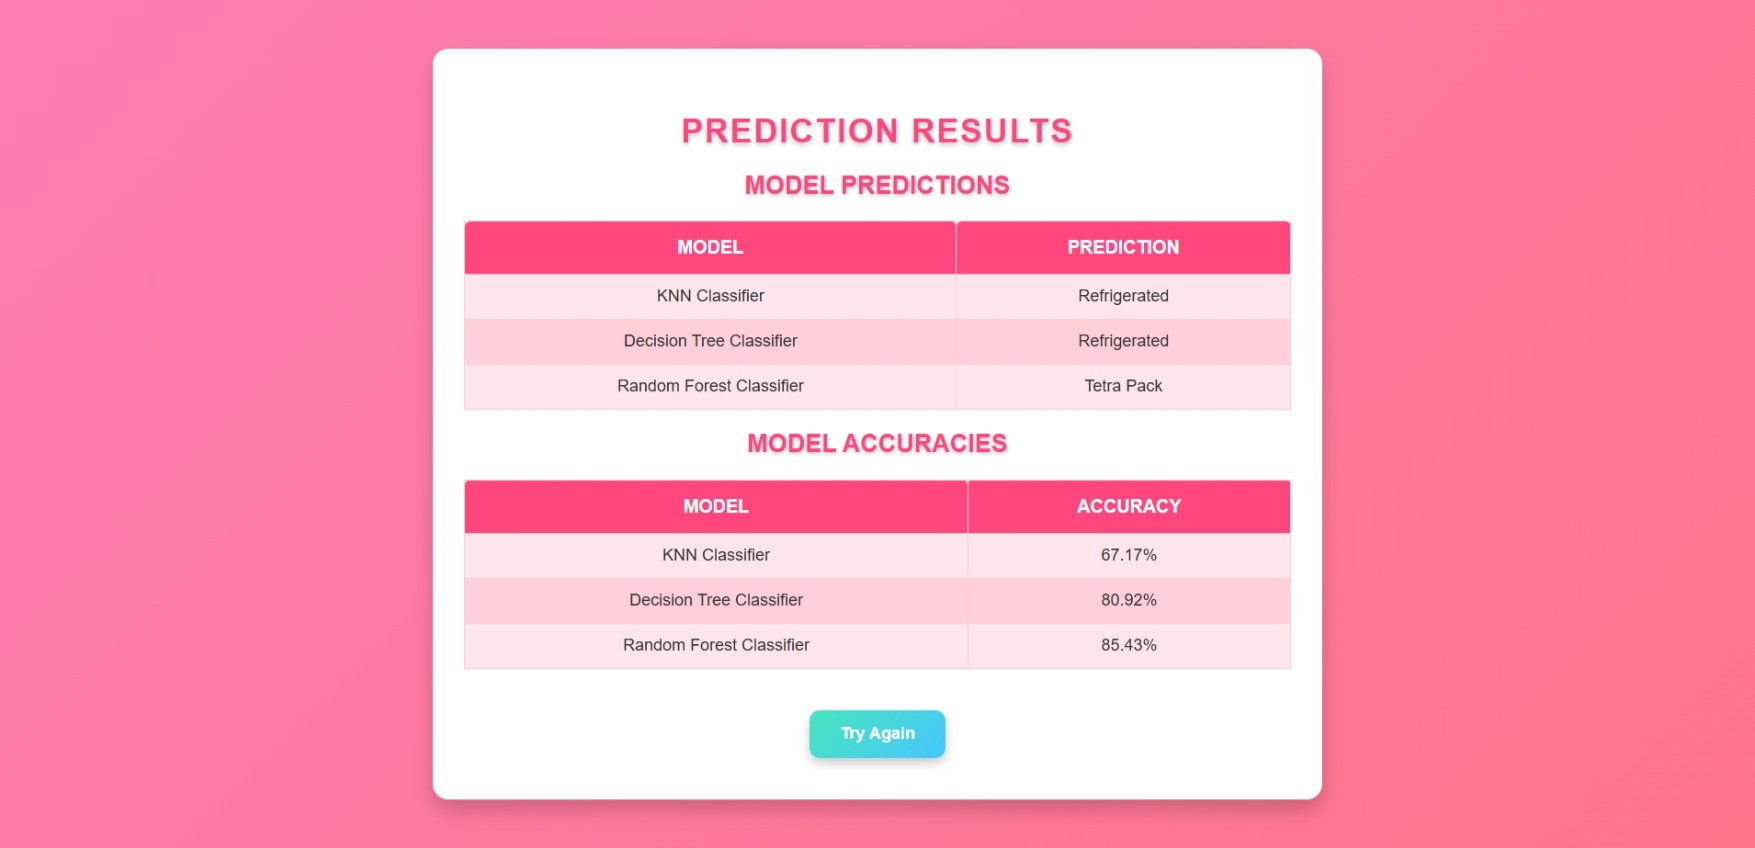 PREDICTION RESULTS
MODEL PREDICTIONS
MODEL PREDICTION
KNN Classifier Refrigerated
Decision Tree Classifier Refrigerated
Random Forest Classifier Tetra Pack
MODEL ACCURACIES
MODEL ACCURACY
KNN Classifier 67.17%
Decision Tree Classifier 80.92%
Random Forest Classifier 85.43%
Try Again